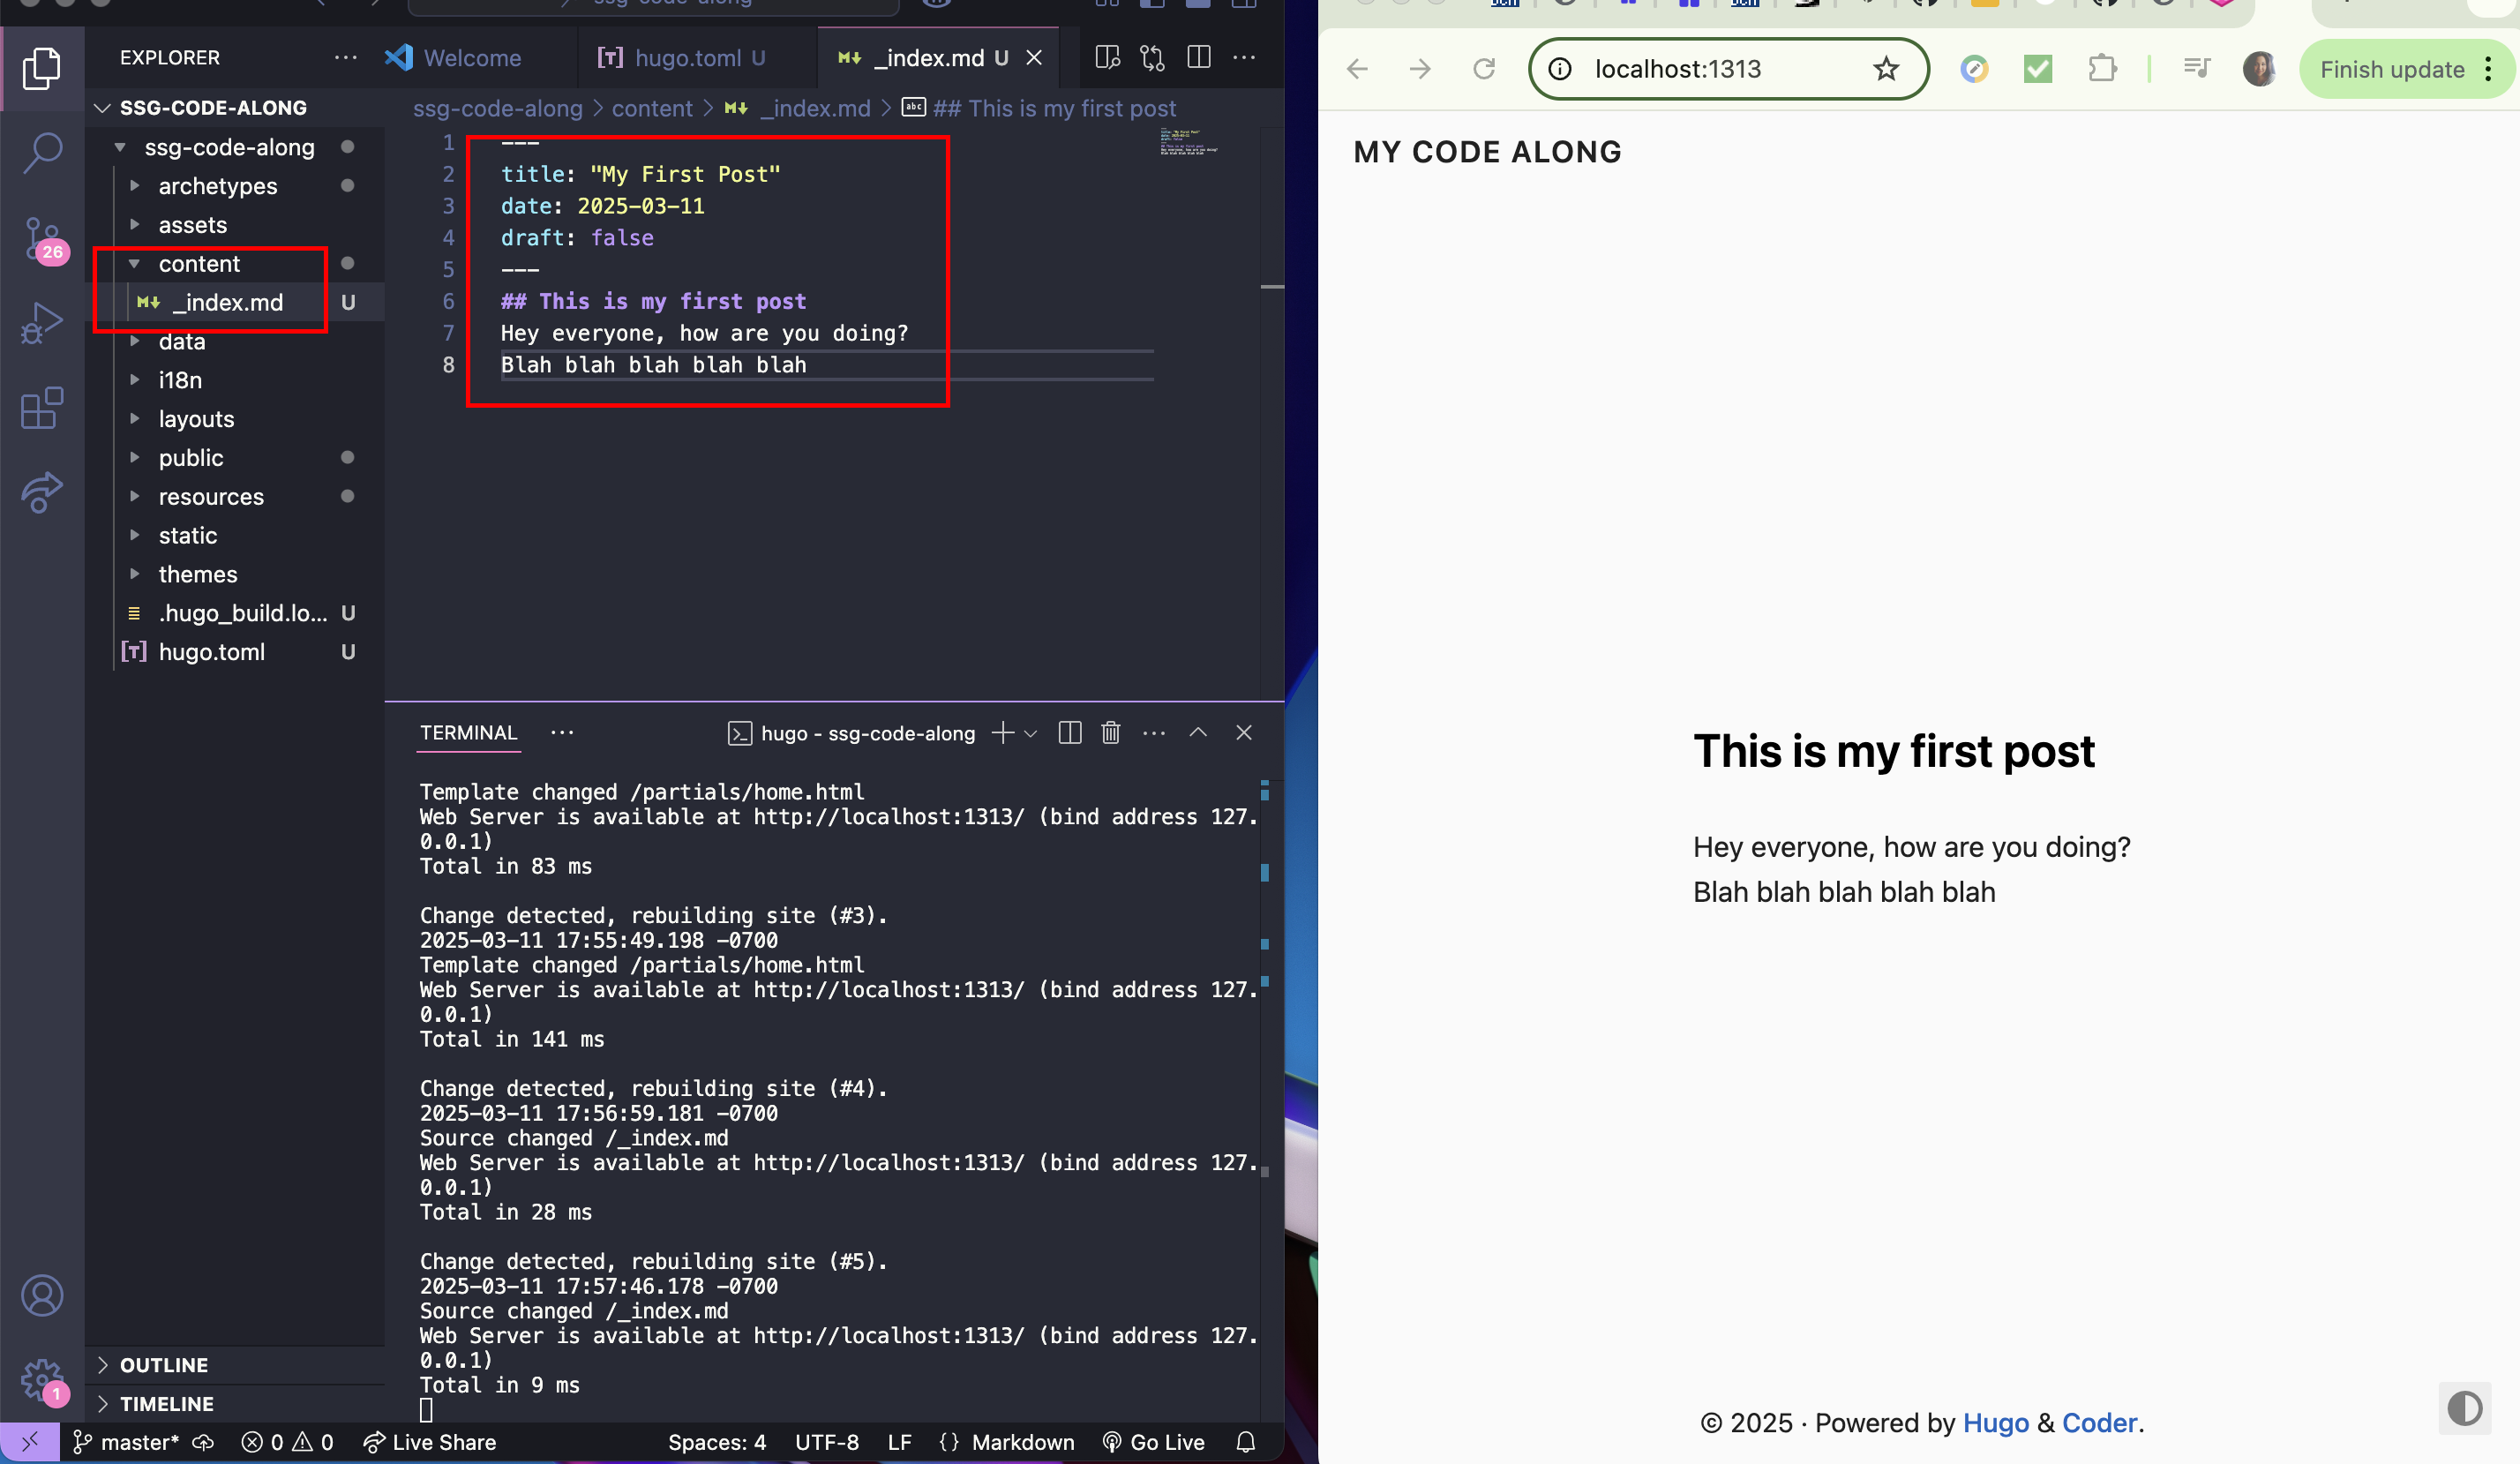 EXPLORER
SSG-CODE-ALONG
ssg-code-along
archetypes
assets
content
_index.md U
data
i18n
layouts
public
resources
static
themes
.hugo_build.lo... U
hugo.toml U
OUTLINE
TIMELINE
26
1
ssg-code-along
Welcome
hugo.toml U
_index.md U
ssg-code-along > content > _index.md > ## This is my first post
1 ---
2 title: "My First Post"
3 date: 2025-03-11
4 draft: false
5 ---
6 ## This is my first post
7 Hey everyone, how are you doing?
8 Blah blah blah blah blah
TERMINAL
hugo - ssg-code-along
Template changed /partials/home.html
Web Server is available at http://localhost:1313/ (bind address 127.
0.0.1)
Total in 83 ms
Change detected, rebuilding site (#3).
2025-03-11 17:55:49.198 -0700
Template changed /partials/home.html
Web Server is available at http://localhost:1313/ (bind address 127.
0.0.1)
Total in 141 ms
Change detected, rebuilding site (#4).
2025-03-11 17:56:59.181 -0700
Source changed /_index.md
Web Server is available at http://localhost:1313/ (bind address 127.
0.0.1)
Total in 28 ms
Change detected, rebuilding site (#5).
2025-03-11 17:57:46.178 -0700
Source changed /_index.md
Web Server is available at http://localhost:1313/ (bind address 127.
0.0.1)
Total in 9 ms
master* 0 0 Live Share Spaces: 4 UTF-8 LF {} Markdown Go Live
localhost:1313
Finish update
MY CODE ALONG
This is my first post
Hey everyone, how are you doing?
Blah blah blah blah blah
© 2025 · Powered by Hugo & Coder.